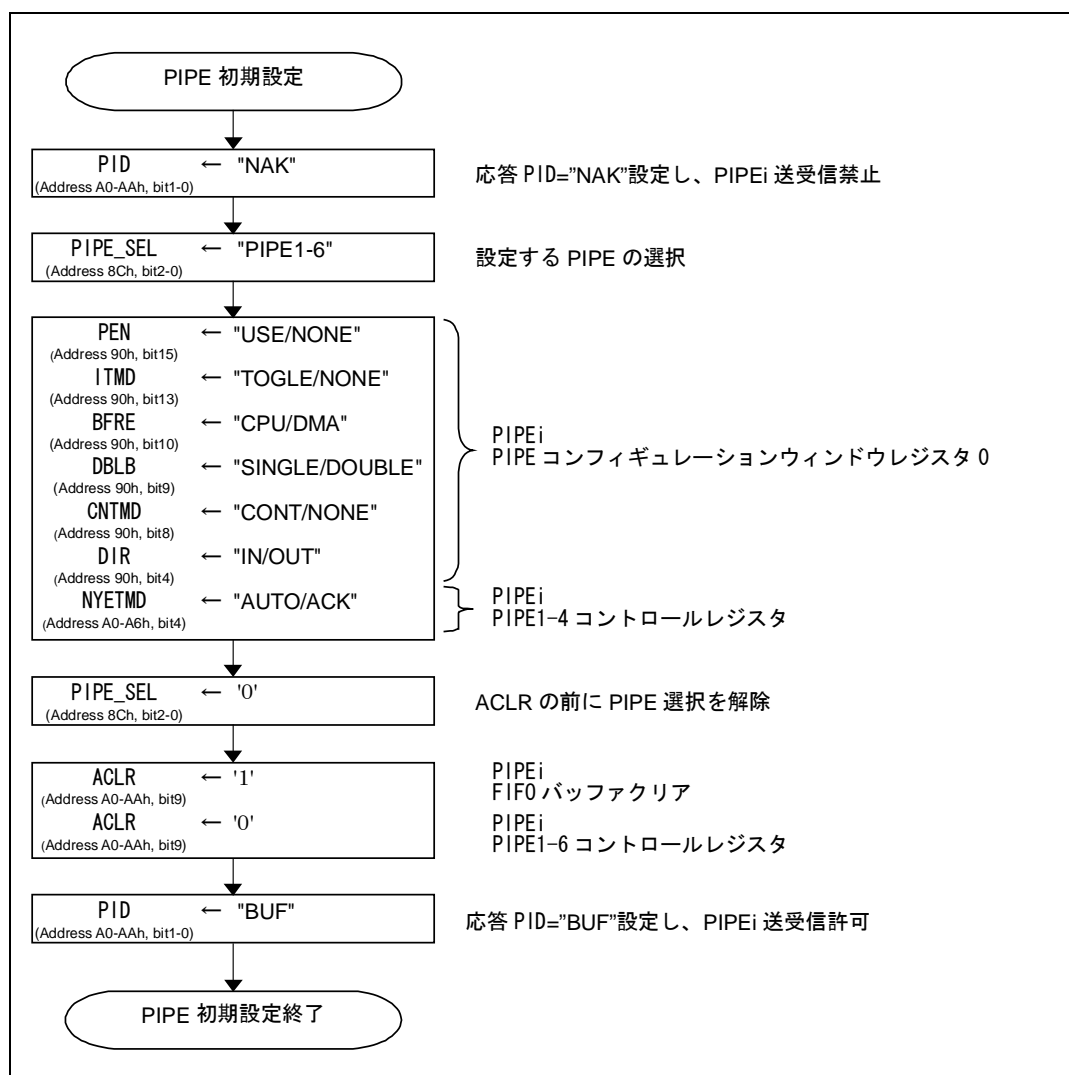 PIPE 初期設定
PID ← "NAK"
(Address A0-AAh, bit1-0)
応答 PID="NAK"設定し、PIPEi 送受信禁止
PIPE_SEL ← "PIPE1-6"
(Address 8Ch, bit2-0)
設定する PIPE の選択
PEN ← "USE/NONE"
(Address 90h, bit15)
ITMD ← "TOGLE/NONE"
(Address 90h, bit13)
BFRE ← "CPU/DMA"
(Address 90h, bit10)
DBLB ← "SINGLE/DOUBLE"
(Address 90h, bit9)
CNTMD ← "CONT/NONE"
(Address 90h, bit8)
DIR ← "IN/OUT"
(Address 90h, bit4)
PIPEi
PIPE コンフィギュレーションウィンドウレジスタ 0
NYETMD ← "AUTO/ACK"
(Address A0-A6h, bit4)
PIPEi
PIPE1-4 コントロールレジスタ
PIPE_SEL ← '0'
(Address 8Ch, bit2-0)
ACLR の前に PIPE 選択を解除
ACLR ← '1'
(Address A0-AAh, bit9)
PIPEi
FIFO バッファクリア
ACLR ← '0'
(Address A0-AAh, bit9)
PIPEi
PIPE1-6 コントロールレジスタ
PID ← "BUF"
(Address A0-AAh, bit1-0)
応答 PID="BUF"設定し、PIPEi 送受信許可
PIPE 初期設定終了